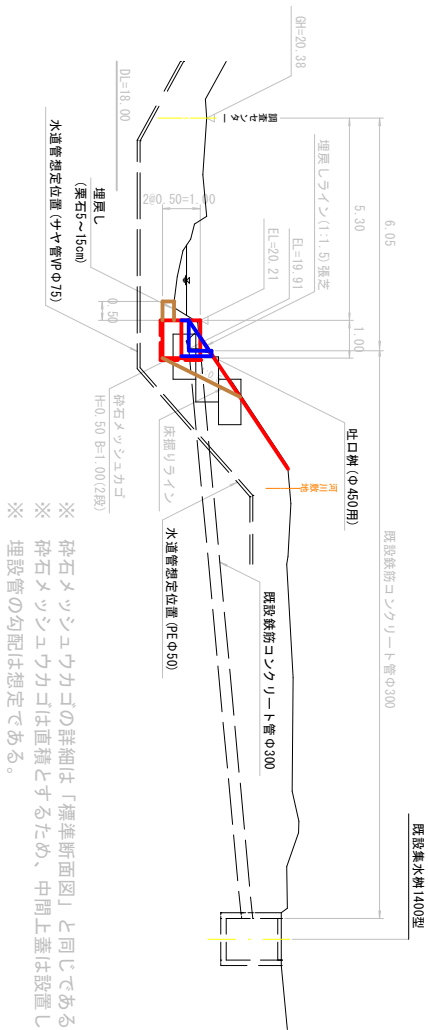 既設集水桝1400型
6.05
既設鉄筋コンクリート管Φ300
5.30
1.00
GH=20.38
調査センター
埋戻しライン(1:1.5)張芝
EL=19.91
EL=20.21
吐口桝(Φ450用)
河川敷地
DL=18.00
2@0.50=1.00
0.50
埋戻し
(栗石5~15cm)
水道管想定位置(サヤ管VPΦ75)
砕石メッシュカゴ
H=0.50 B=1.00(2段)
床掘りライン
水道管想定位置(PEΦ50)
既設鉄筋コンクリート管Φ300
※ 砕石メッシュウカゴの詳細は「標準断面図」と同じである
※ 砕石メッシュウカゴは直積とするため、中間上蓋は設置し
※ 埋設管の勾配は想定である。